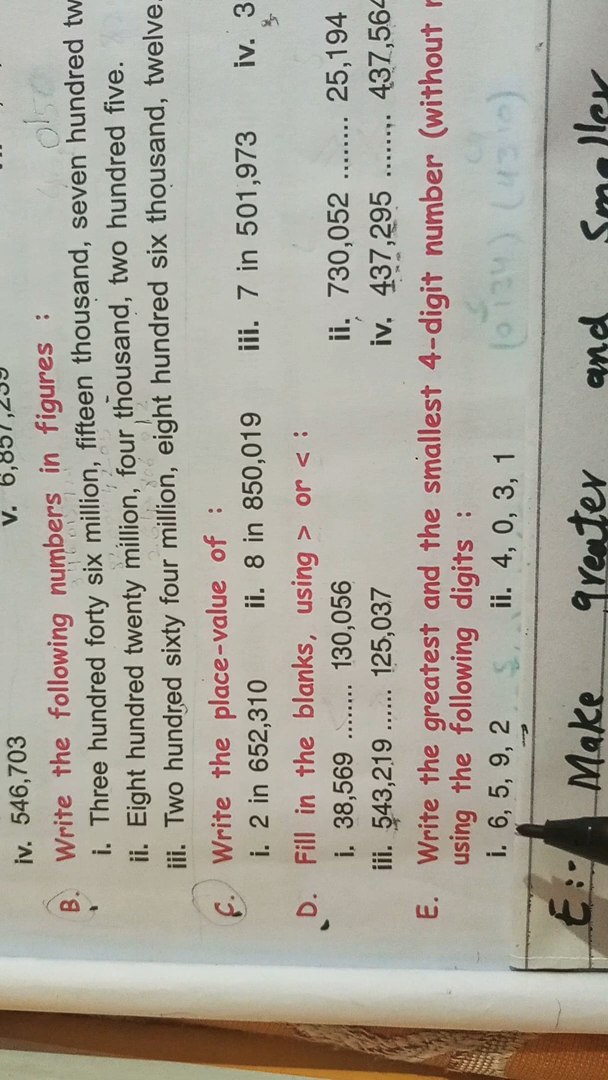 iv. 546,703 v. 6,857,239
B. Write the following numbers in figures :
i. Three hundred forty six million, fifteen thousand, seven hundred tw
ii. Eight hundred twenty million, four thousand, two hundred five.
iii. Two hundred sixty four million, eight hundred six thousand, twelve.
C. Write the place-value of :
i. 2 in 652,310 ii. 8 in 850,019 iii. 7 in 501,973 iv. 3
D. Fill in the blanks, using > or < :
i. 38,569 ........ 130,056 ii. 730,052 ........ 25,194
iii. 543,219 ...... 125,037 iv. 437,295 ........ 437,564
E. Write the greatest and the smallest 4-digit number (without r
using the following digits :
i. 6, 5, 9, 2 ii. 4, 0, 3, 1
E:- Make greater and Smaller